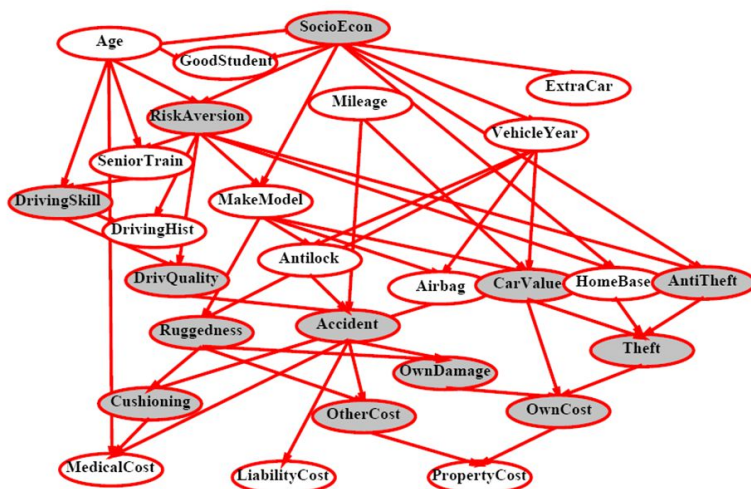 SocioEcon
Age
GoodStudent
ExtraCar
Mileage
RiskAversion
VehicleYear
SeniorTrain
DrivingSkill
MakeModel
DrivingHist
Antilock
DrivQuality
Airbag
CarValue
HomeBase
AntiTheft
Ruggedness
Accident
Theft
OwnDamage
Cushioning
OtherCost
OwnCost
MedicalCost
LiabilityCost
PropertyCost